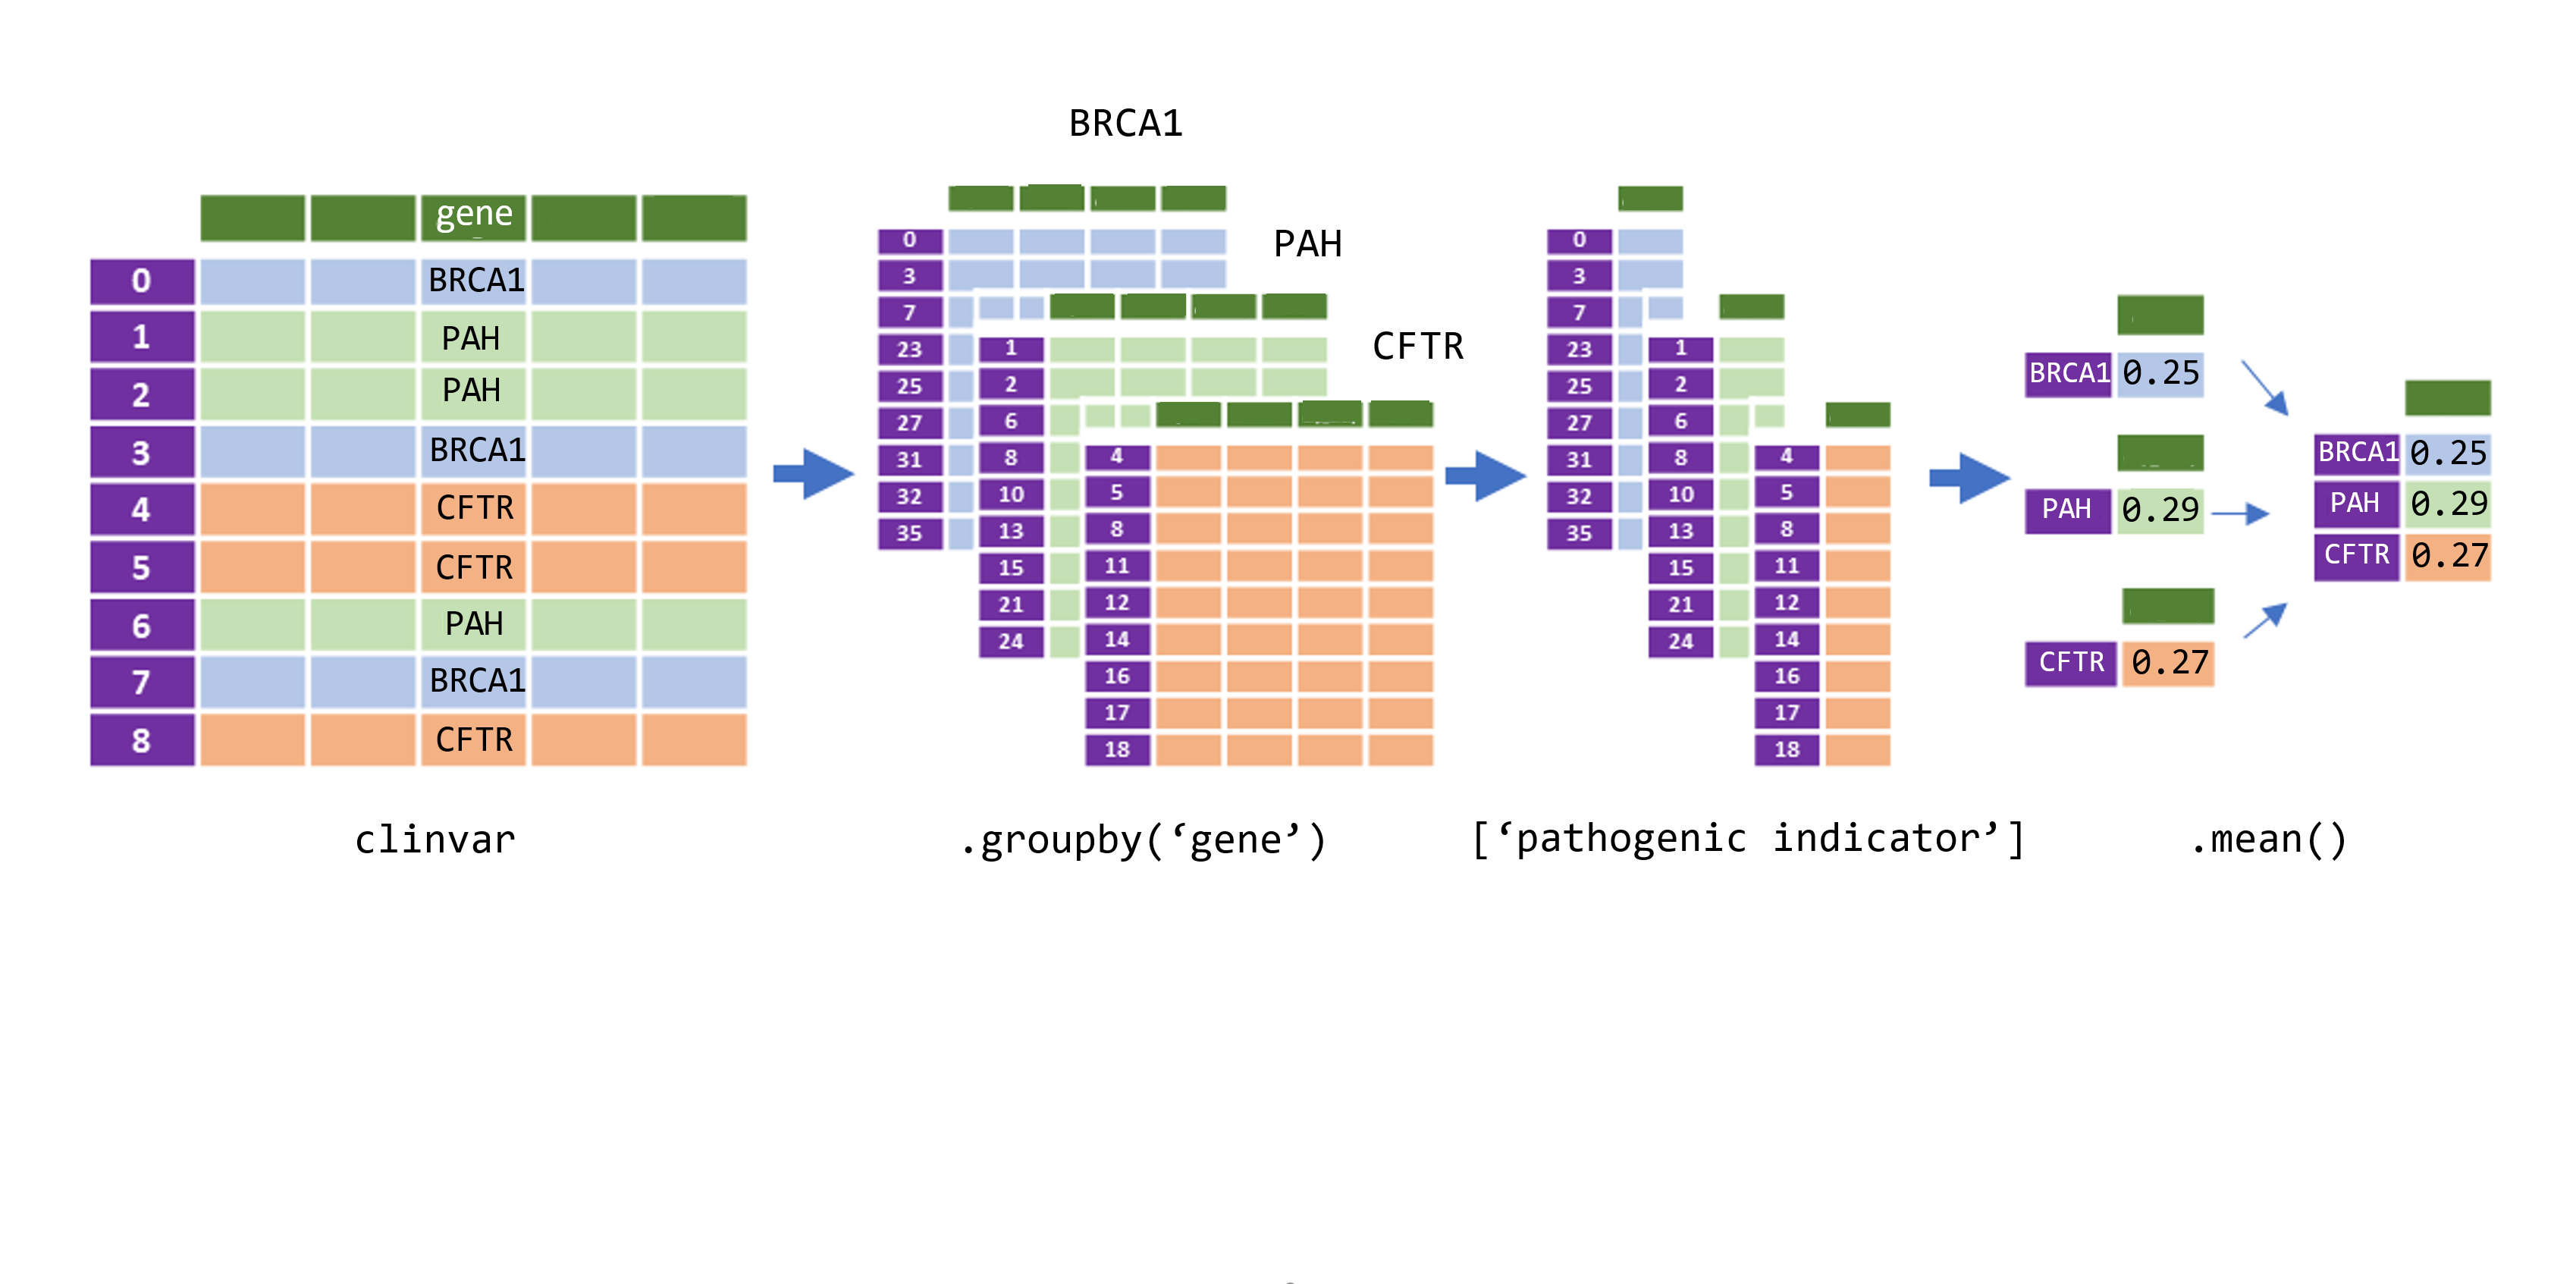 gene
0 BRCA1
1 PAH
2 PAH
3 BRCA1
4 CFTR
5 CFTR
6 PAH
7 BRCA1
8 CFTR
clinvar
BRCA1
0
3
7
23
25
27
31
32
35
PAH
1
2
6
8
10
13
15
21
24
CFTR
4
5
8
11
12
14
16
17
18
.groupby(‘gene’)
0
3
7
23
25
27
31
32
35
1
2
6
8
10
13
15
21
24
4
5
8
11
12
14
16
17
18
[‘pathogenic indicator’]
BRCA1 0.25
PAH 0.29
CFTR 0.27
BRCA1 0.25
PAH 0.29
CFTR 0.27
.mean()